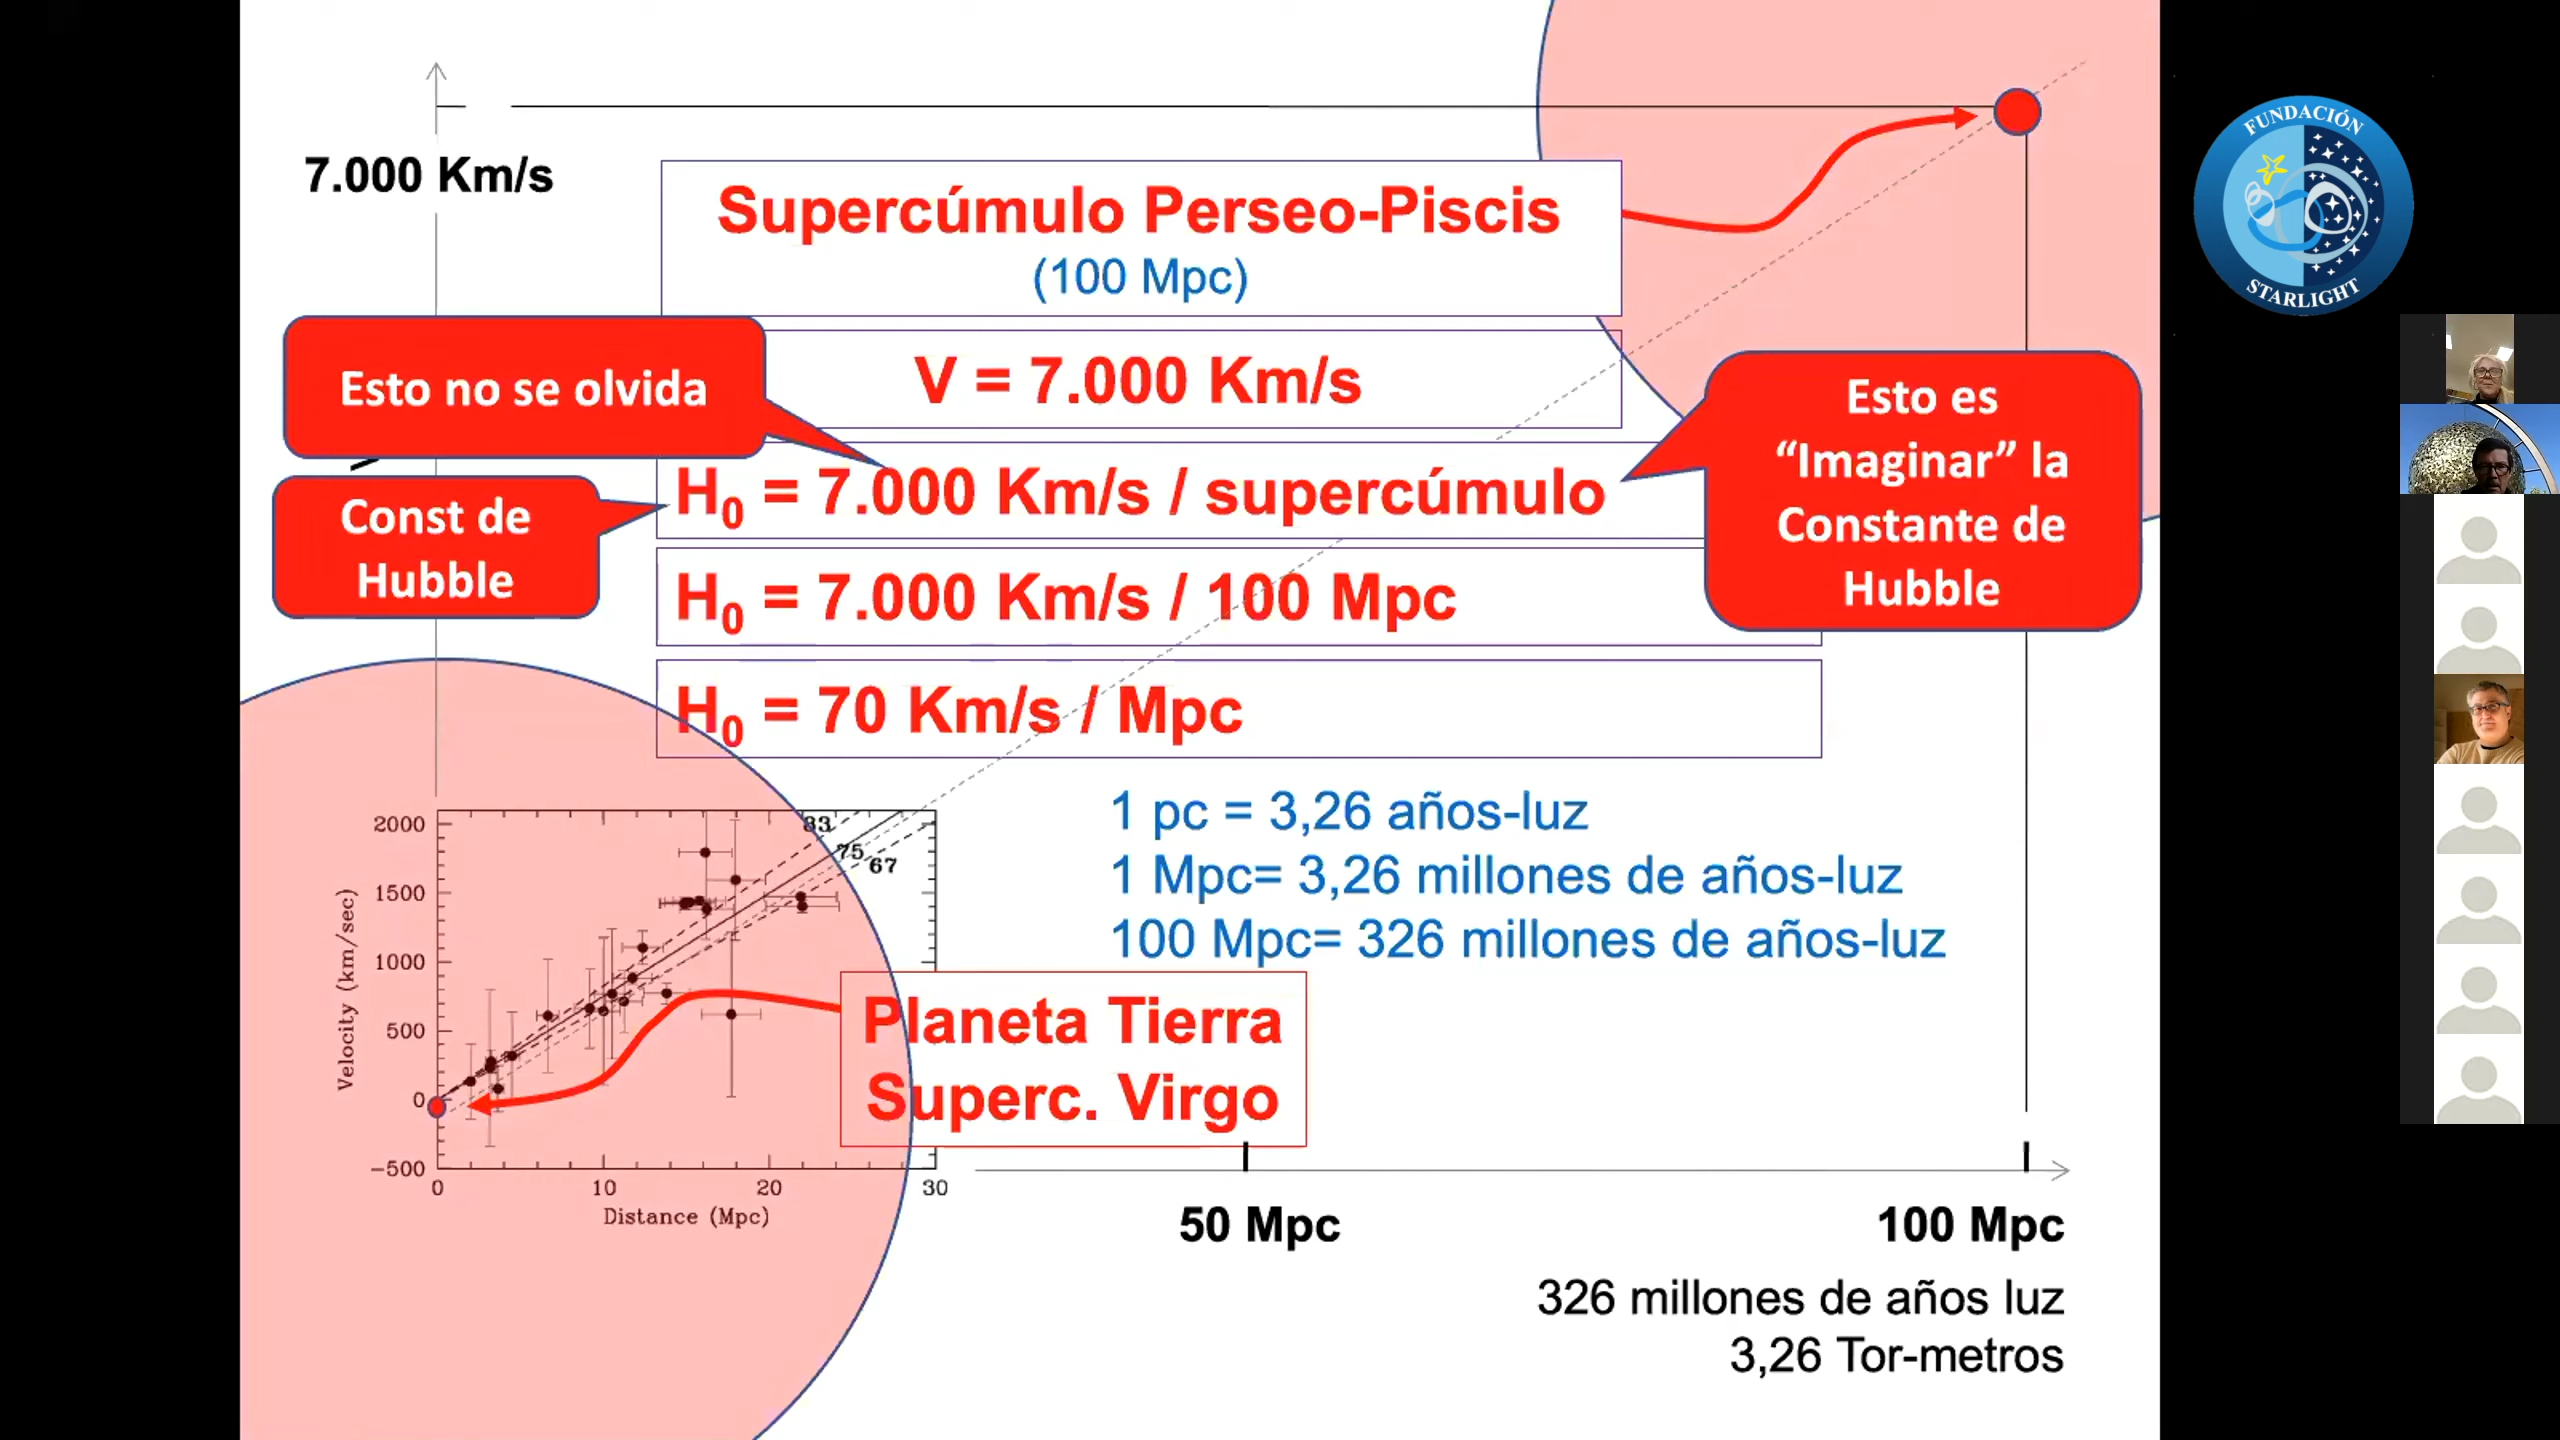 7.000 Km/s
Supercúmulo Perseo-Piscis
(100 Mpc)
V = 7.000 Km/s
Esto no se olvida
H₀ = 7.000 Km/s / supercúmulo
Esto es
“Imaginar” la
Constante de
Hubble
Const de
Hubble
H₀ = 7.000 Km/s / 100 Mpc
H₀ = 70 Km/s / Mpc
1 pc = 3,26 años-luz
1 Mpc= 3,26 millones de años-luz
100 Mpc= 326 millones de años-luz
Planeta Tierra
Superc. Virgo
Velocity (km/sec)
2000
1500
1000
500
0
-500
83
75
67
0 10 20 30
Distance (Mpc)
50 Mpc
100 Mpc
326 millones de años luz
3,26 Tor-metros
FUNDACIÓN
STARLIGHT